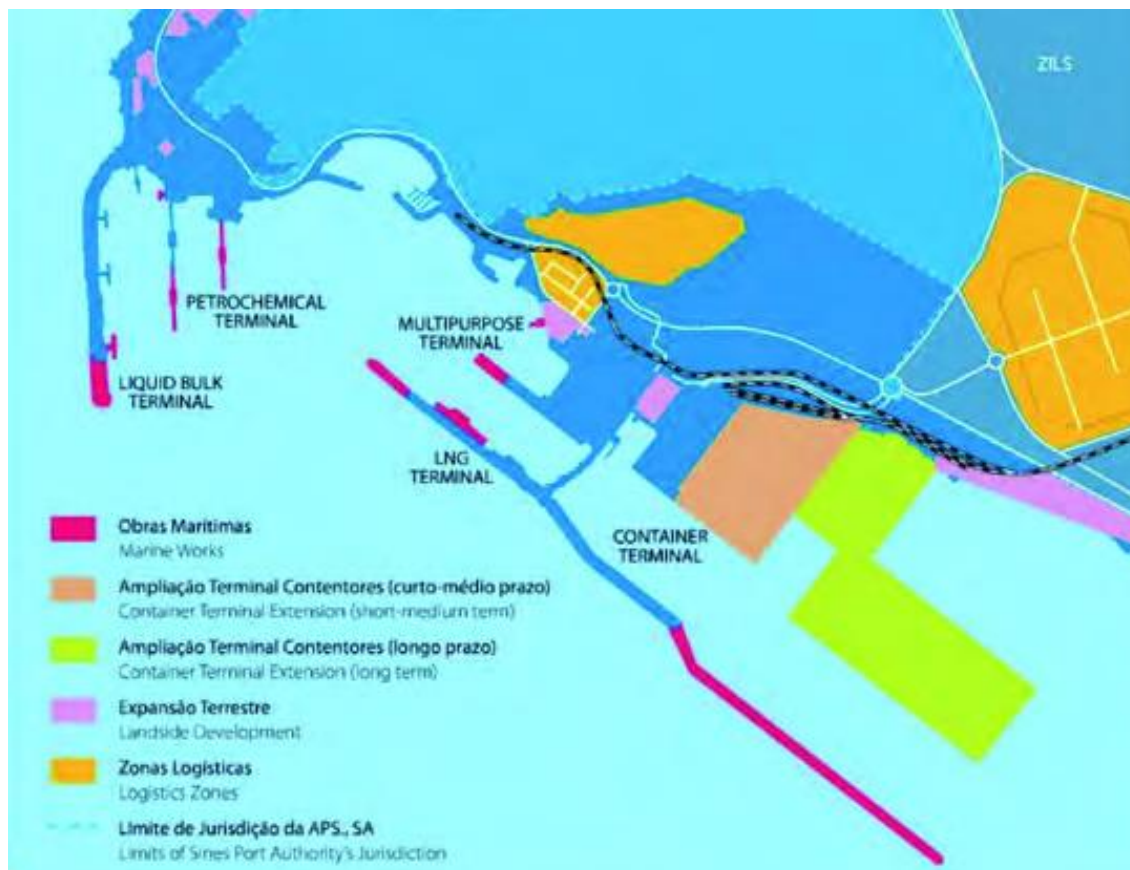 ZILS
PETROCHEMICAL
TERMINAL
MULTIPURPOSE
TERMINAL
LIQUID BULK
TERMINAL
LNG
TERMINAL
CONTAINER
TERMINAL
Obras Marítimas
Marine Works
Ampliação Terminal Contentores (curto-médio prazo)
Container Terminal Extension (short-medium term)
Ampliação Terminal Contentores (longo prazo)
Container Terminal Extension (long term)
Expansão Terrestre
Landside Development
Zonas Logísticas
Logistics Zones
Limite de Jurisdição da APS., SA
Limits of Sines Port Authority's Jurisdiction